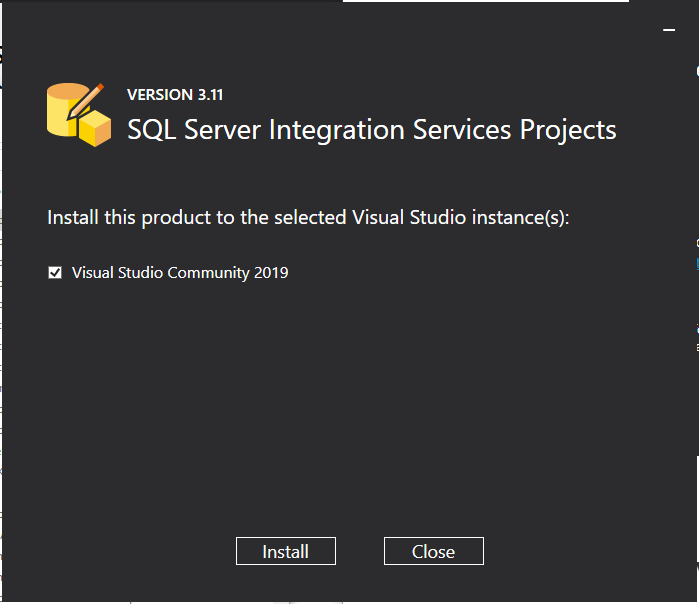 VERSION 3.11
SQL Server Integration Services Projects
Install this product to the selected Visual Studio instance(s):
Visual Studio Community 2019
Install
Close